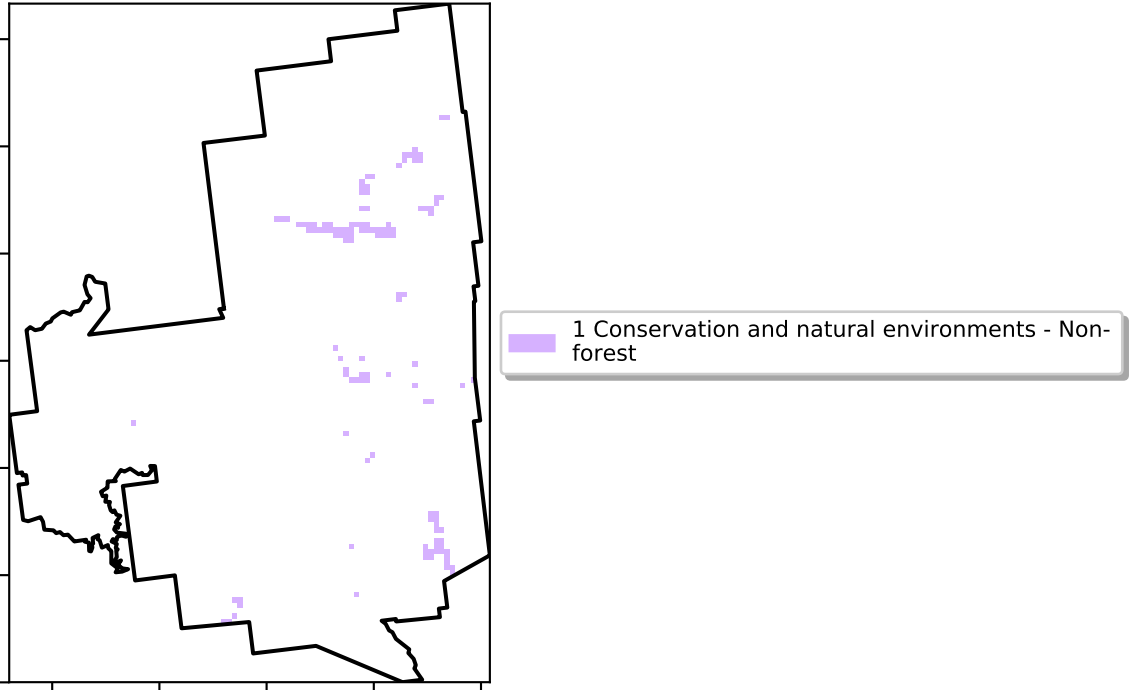 1 Conservation and natural environments - Non-
forest